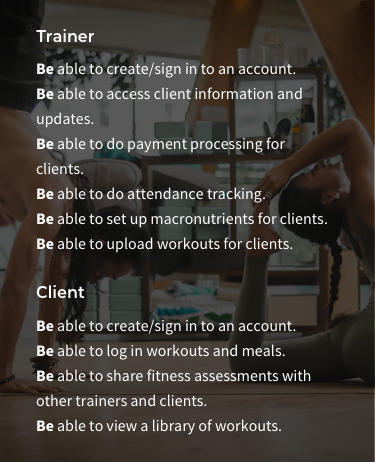 Trainer
Be able to create/sign in to an account.
Be able to access client information and
updates.
Be able to do payment processing for
clients.
Be able to do attendance tracking.
Be able to set up macronutrients for clients.
Be able to upload workouts for clients.
Client
Be able to create/sign in to an account.
Be able to log in workouts and meals.
Be able to share fitness assessments with
other trainers and clients.
Be able to view a library of workouts.